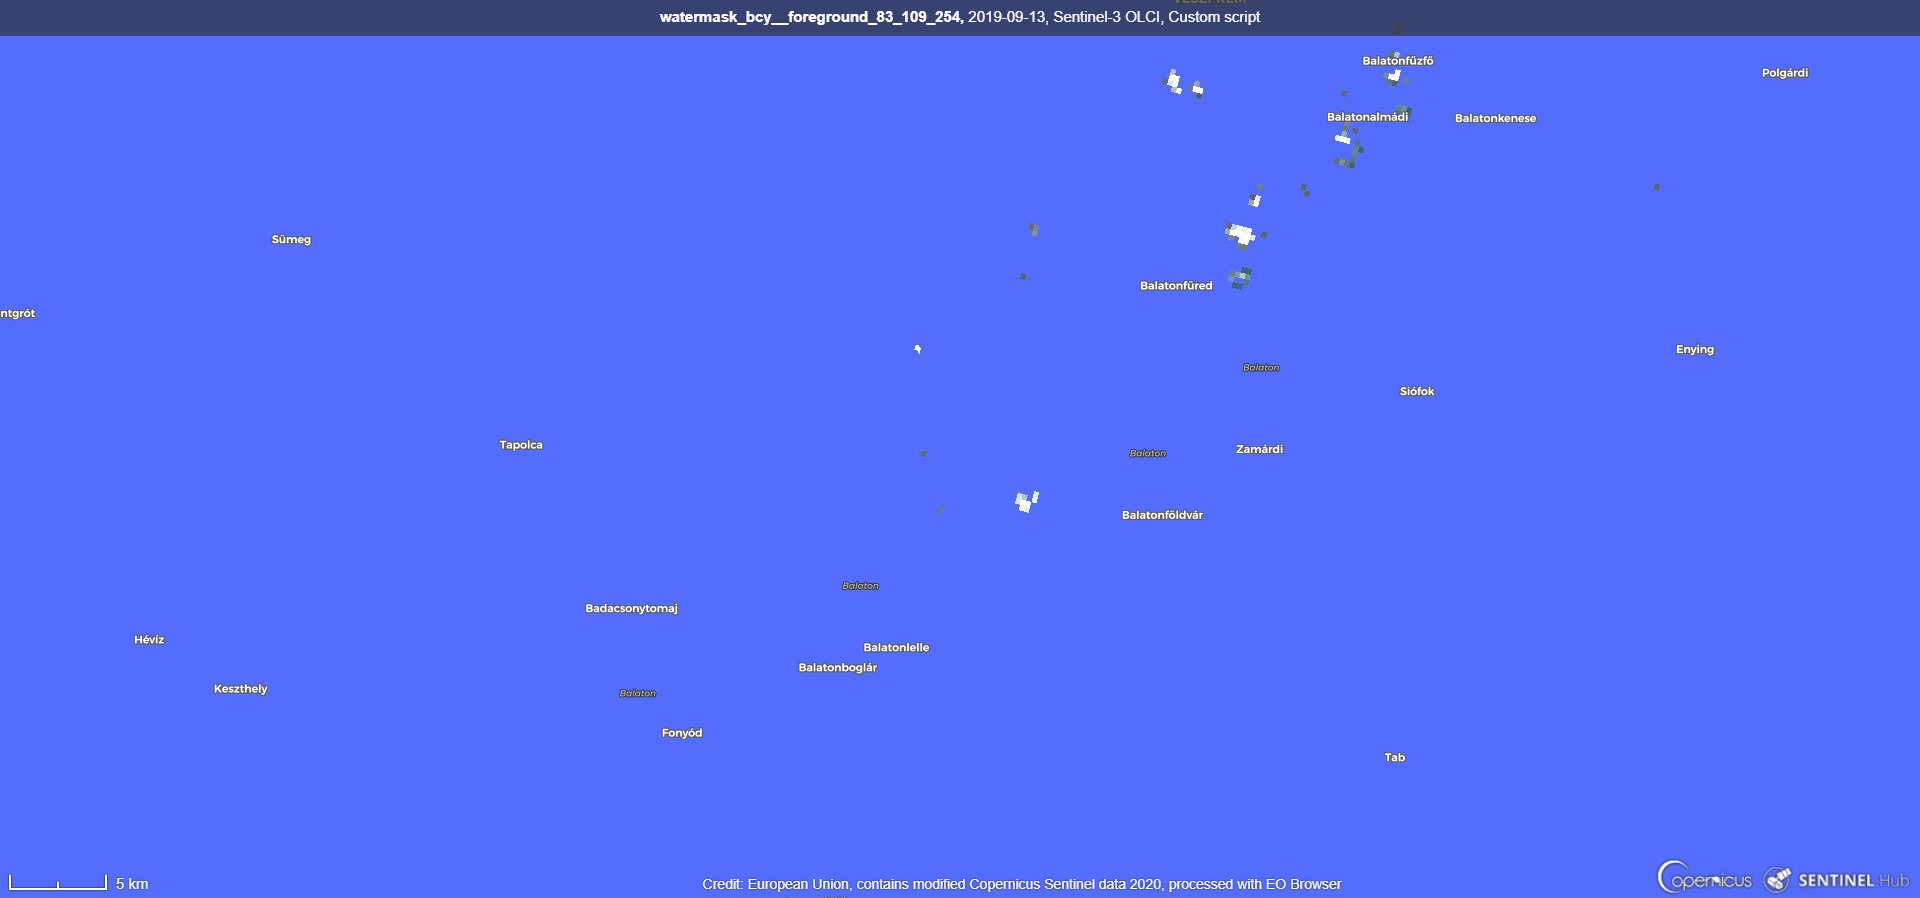 watermask_bcy__foreground_83_109_254, 2019-09-13, Sentinel-3 OLCI, Custom script
Balatonfűzfő
Polgárdi
Balatonalmádi
Balatonkenese
Sümeg
Balatonfüred
ntgrót
Enying
Balaton
Siófok
Tapolca
Zamárdi
Balaton
Balatonföldvár
Balaton
Badacsonytomaj
Hévíz
Balatonlelle
Balatonboglár
Keszthely
Balaton
Fonyód
Tab
5 km
Credit: European Union, contains modified Copernicus Sentinel data 2020, processed with EO Browser
Copernicus
SENTINEL Hub